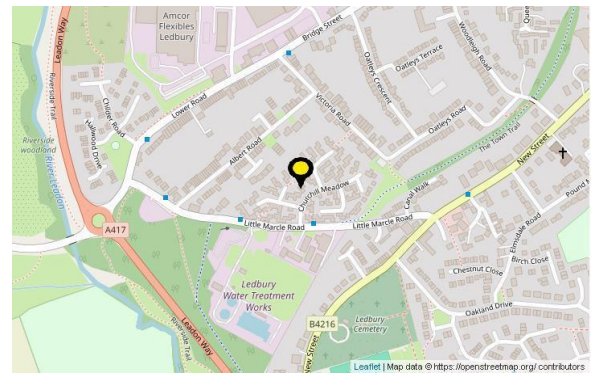 Amcor
Flexibles
Ledbury
Bridge Street
Leadon Way
Riverside Trail
Oatleys Terrace
Woodleigh Road
Oatleys Crescent
Lower Road
Victoria Road
Oatleys Road
Albert Road
Hallwood Drive
Riverside
woodland
River Leadon
The Town Trail
New Street
Churchill Meadow
Canal Walk
A417
Little Marcle Road
Little Marcle Road
Elmsdale Road
Pound M
Birch Close
Chestnut Close
Ledbury
Water Treatment
Works
Oakland Drive
B4216
Ledbury
Cemetery
Leadon Way
Riverside Trail
New Street
Leaflet | Map data © https://openstreetmap.org/ contributors